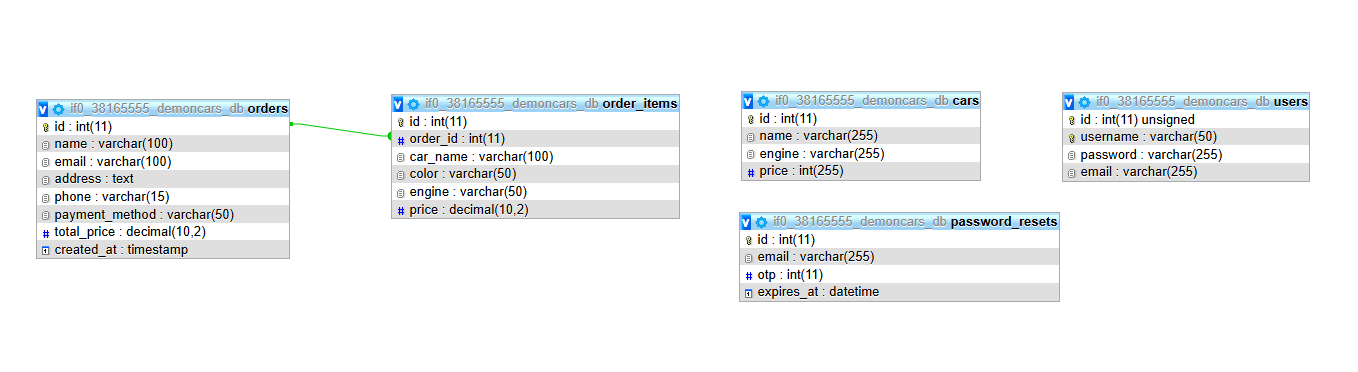 if0_38165555_demoncars_db orders
id : int(11)
name : varchar(100)
email : varchar(100)
address : text
phone : varchar(15)
payment_method : varchar(50)
total_price : decimal(10,2)
created_at : timestamp
if0_38165555_demoncars_db order_items
id : int(11)
order_id : int(11)
car_name : varchar(100)
color : varchar(50)
engine : varchar(50)
price : decimal(10,2)
if0_38165555_demoncars_db cars
id : int(11)
name : varchar(255)
engine : varchar(255)
price : int(255)
if0_38165555_demoncars_db users
id : int(11) unsigned
username : varchar(50)
password : varchar(255)
email : varchar(255)
if0_38165555_demoncars_db password_resets
id : int(11)
email : varchar(255)
otp : int(11)
expires_at : datetime